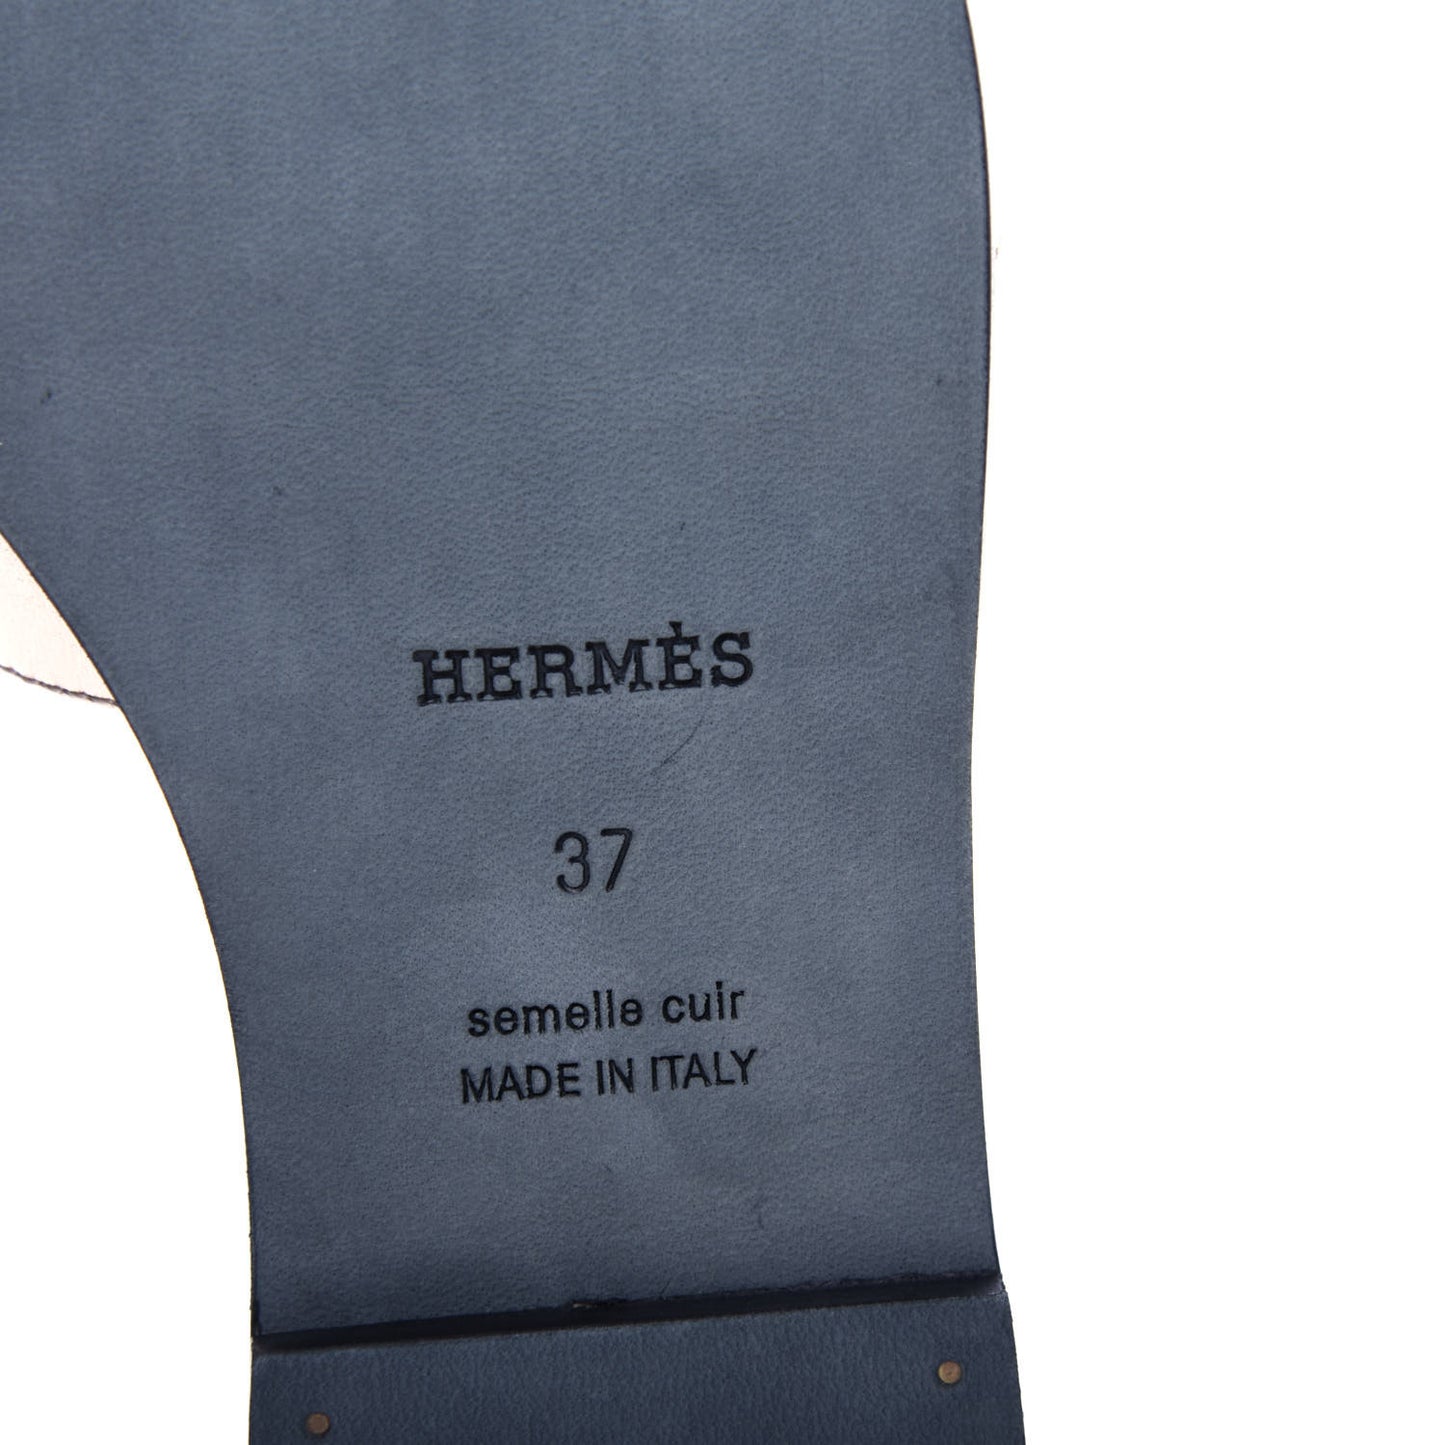 HERMÈS
37
semelle cuir
MADE IN ITALY